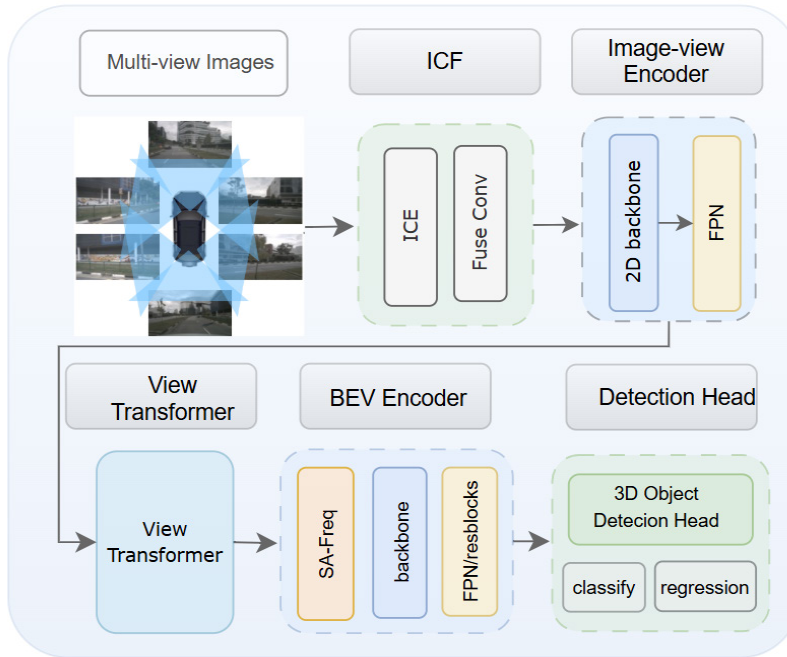 Multi-view Images
ICF
Image-view
Encoder
ICE
Fuse Conv
2D backbone
FPN
View
Transformer
BEV Encoder
Detection Head
View
Transformer
SA-Freq
backbone
FPN/resblocks
3D Object
Detecion Head
classify
regression